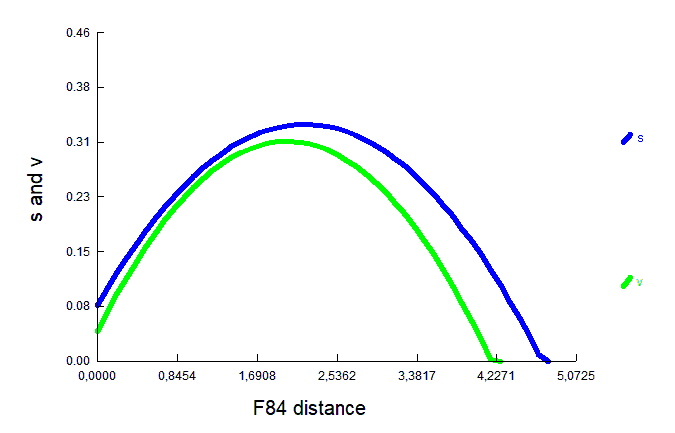 0.46
0.38
0.31
0.23
0.15
0.08
0.00
s and v
0,0000 0,8454 1,6908 2,5362 3,3817 4,2271 5,0725
F84 distance
s
v